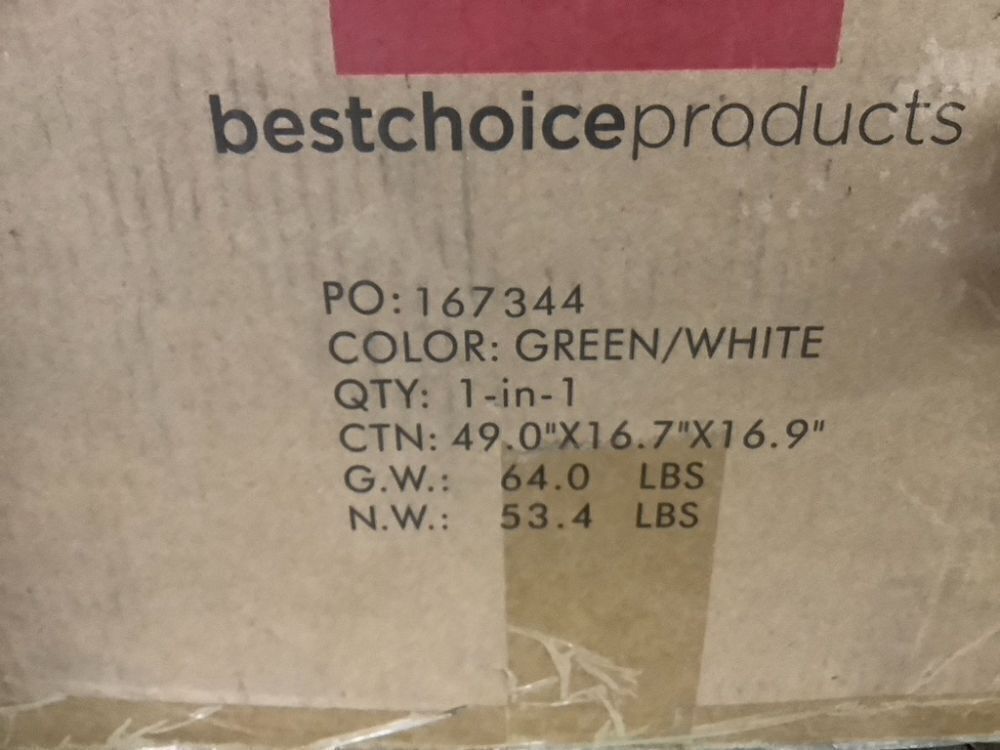 bestchoiceproducts
PO: 167344
COLOR: GREEN/WHITE
QTY: 1-in-1
CTN: 49.0"X16.7"X16.9"
G.W.: 64.0 LBS
N.W.: 53.4 LBS